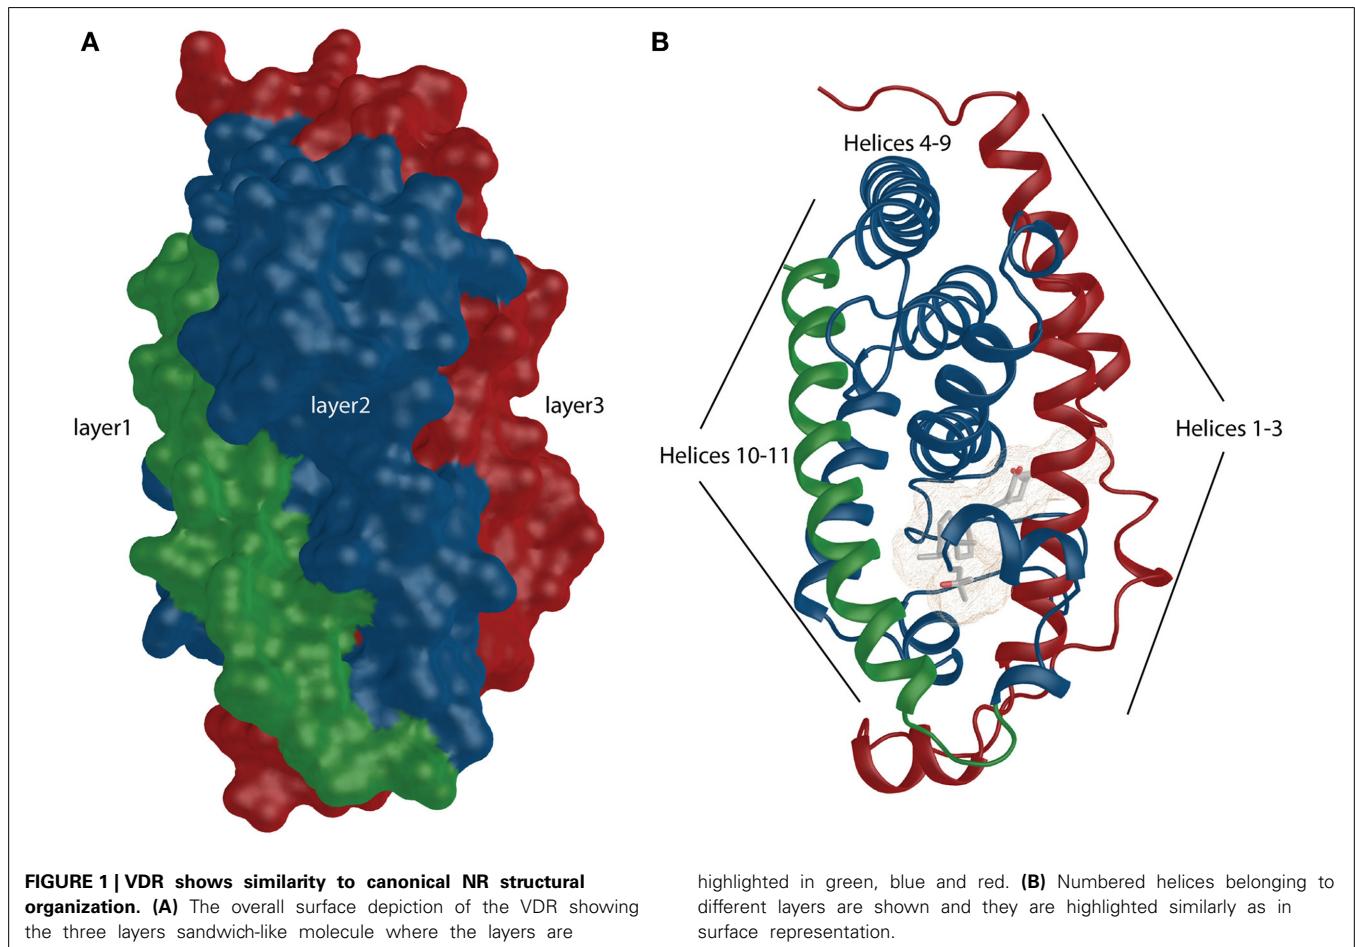 A
B
Helices 4-9
layer2
layer3
layer1
Helices 1-3
Helices 10-11
FIGURE 1 | VDR shows similarity to canonical NR structural
organization. (A) The overall surface depiction of the VDR showing
the three layers sandwich-like molecule where the layers are
highlighted in green, blue and red. (B) Numbered helices belonging to
different layers are shown and they are highlighted similarly as in
surface representation.